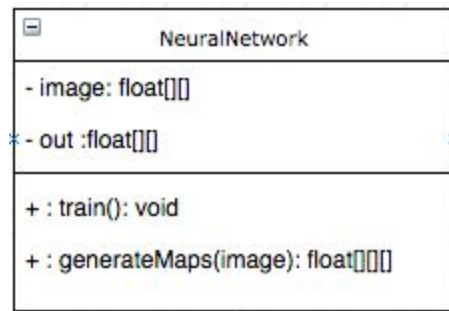 NeuralNetwork
- image: float[][]
- out :float[][]
+ : train(): void
+ : generateMaps(image): float[][][]